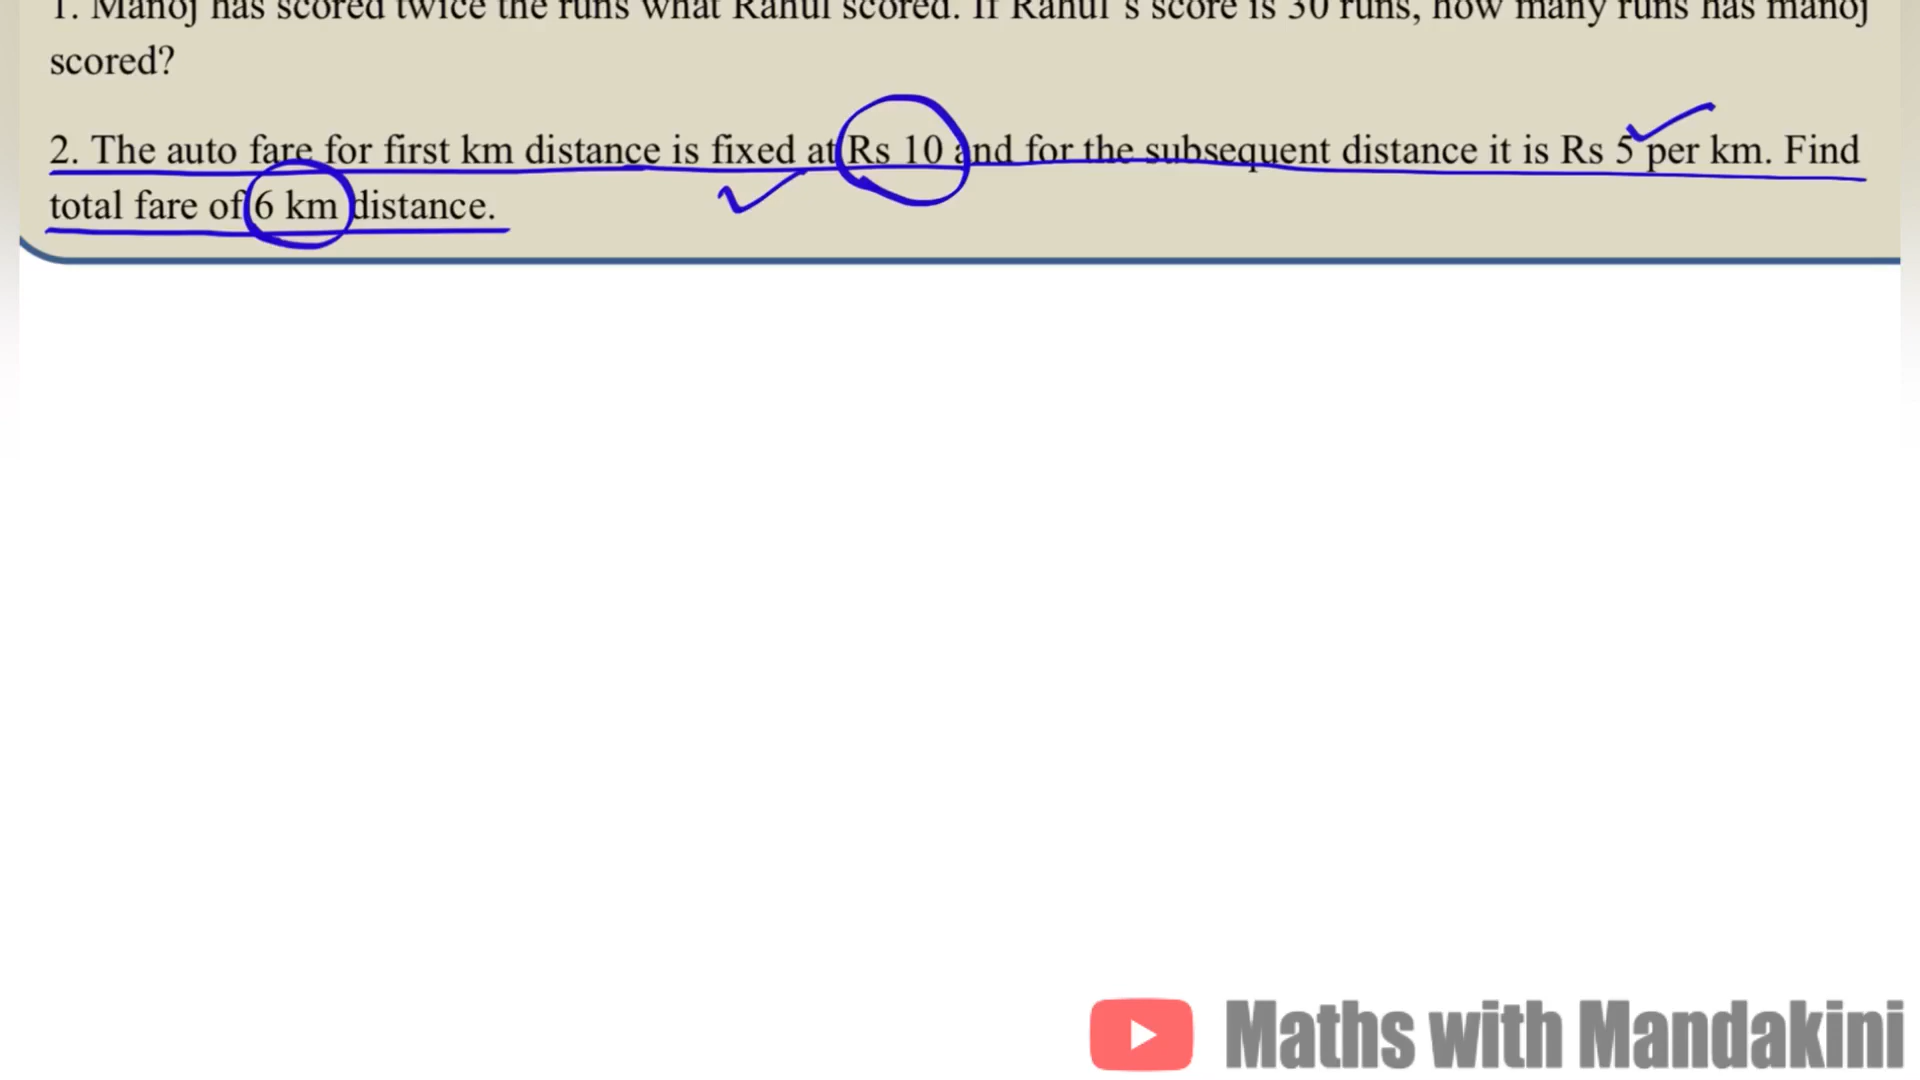 1. Manoj has scored twice the runs what Rahul scored. If Rahul's score is 30 runs, how many runs has manoj
scored?
2. The auto fare for first km distance is fixed at Rs 10 and for the subsequent distance it is Rs 5 per km. Find
total fare of 6 km distance.
Maths with Mandakini